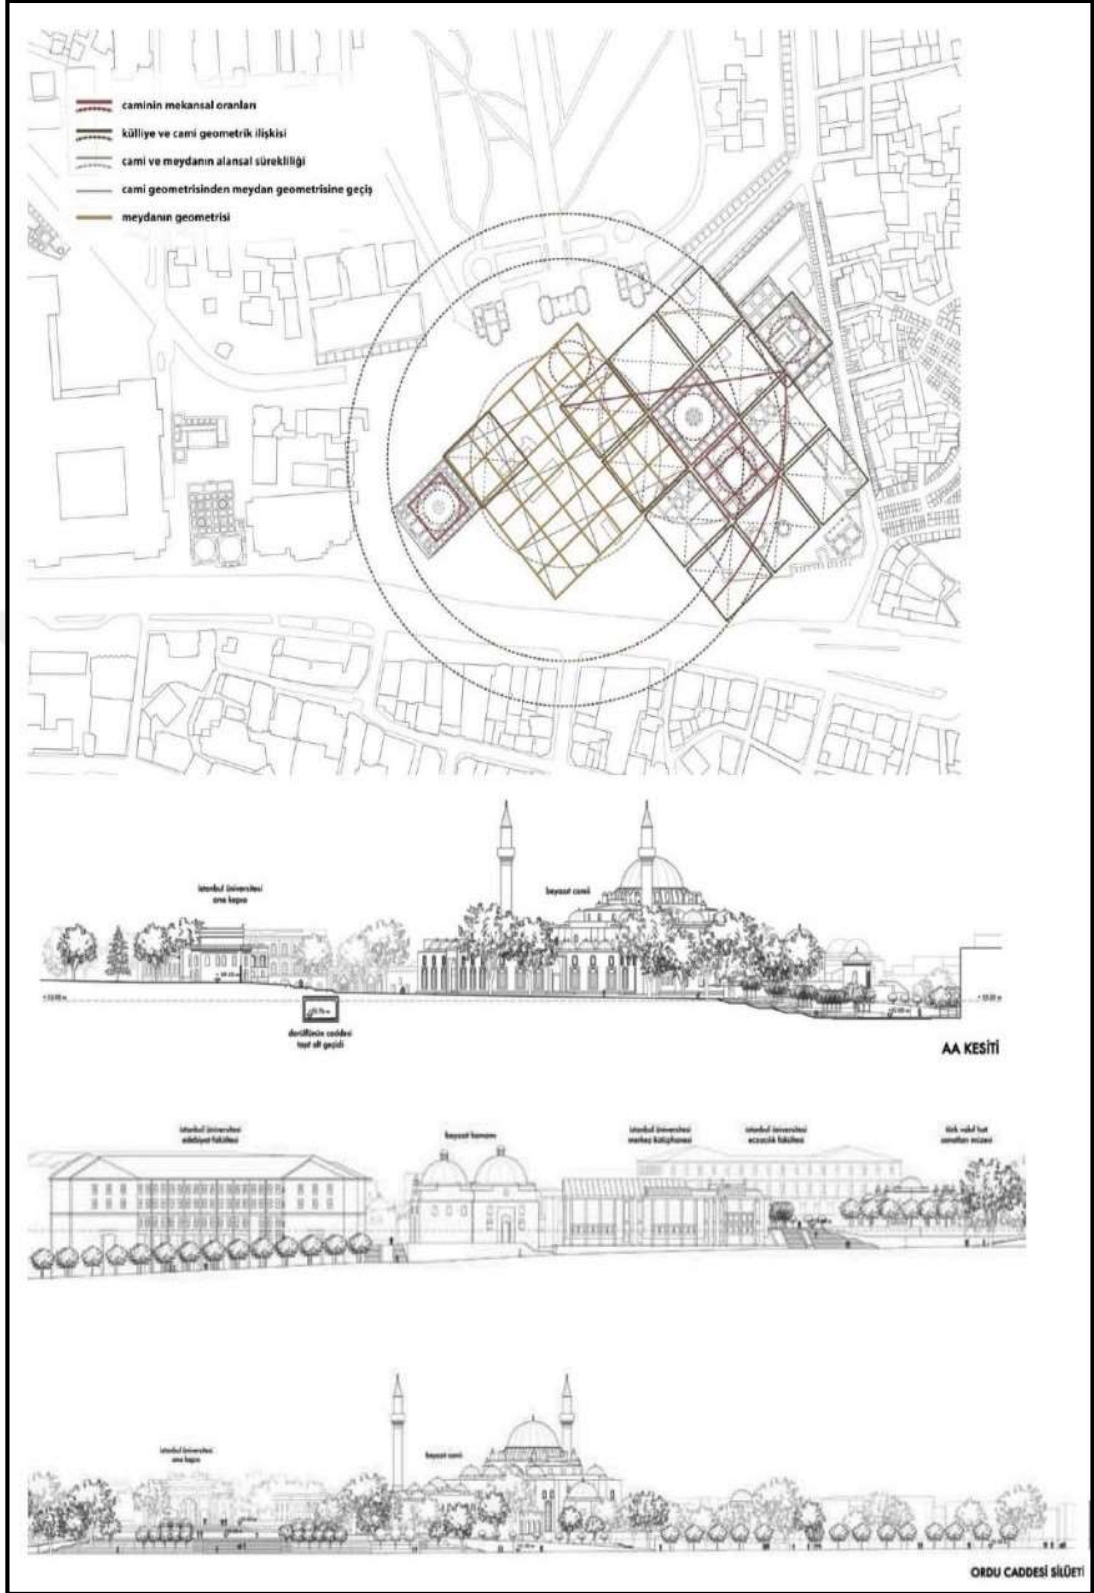 caminin mekansal oranları
külliye ve cami geometrik ilişkisi
cami ve meydanın alansal sürekliliği
cami geometrisinden meydan geometrisine geçiş
meydanın geometrisi
istanbul üniversitesi
ana kapısı
beyazıt camii
darülfünun caddesi
taşıt alt geçidi
AA KESİTİ
istanbul üniversitesi
edebiyat fakültesi
beyazıt hamamı
istanbul üniversitesi
merkez kütüphanesi
istanbul üniversitesi
eczacılık fakültesi
türk vakıf hat
sanatları müzesi
istanbul üniversitesi
ana kapısı
beyazıt camii
ORDU CADDESİ SİLÜETİ